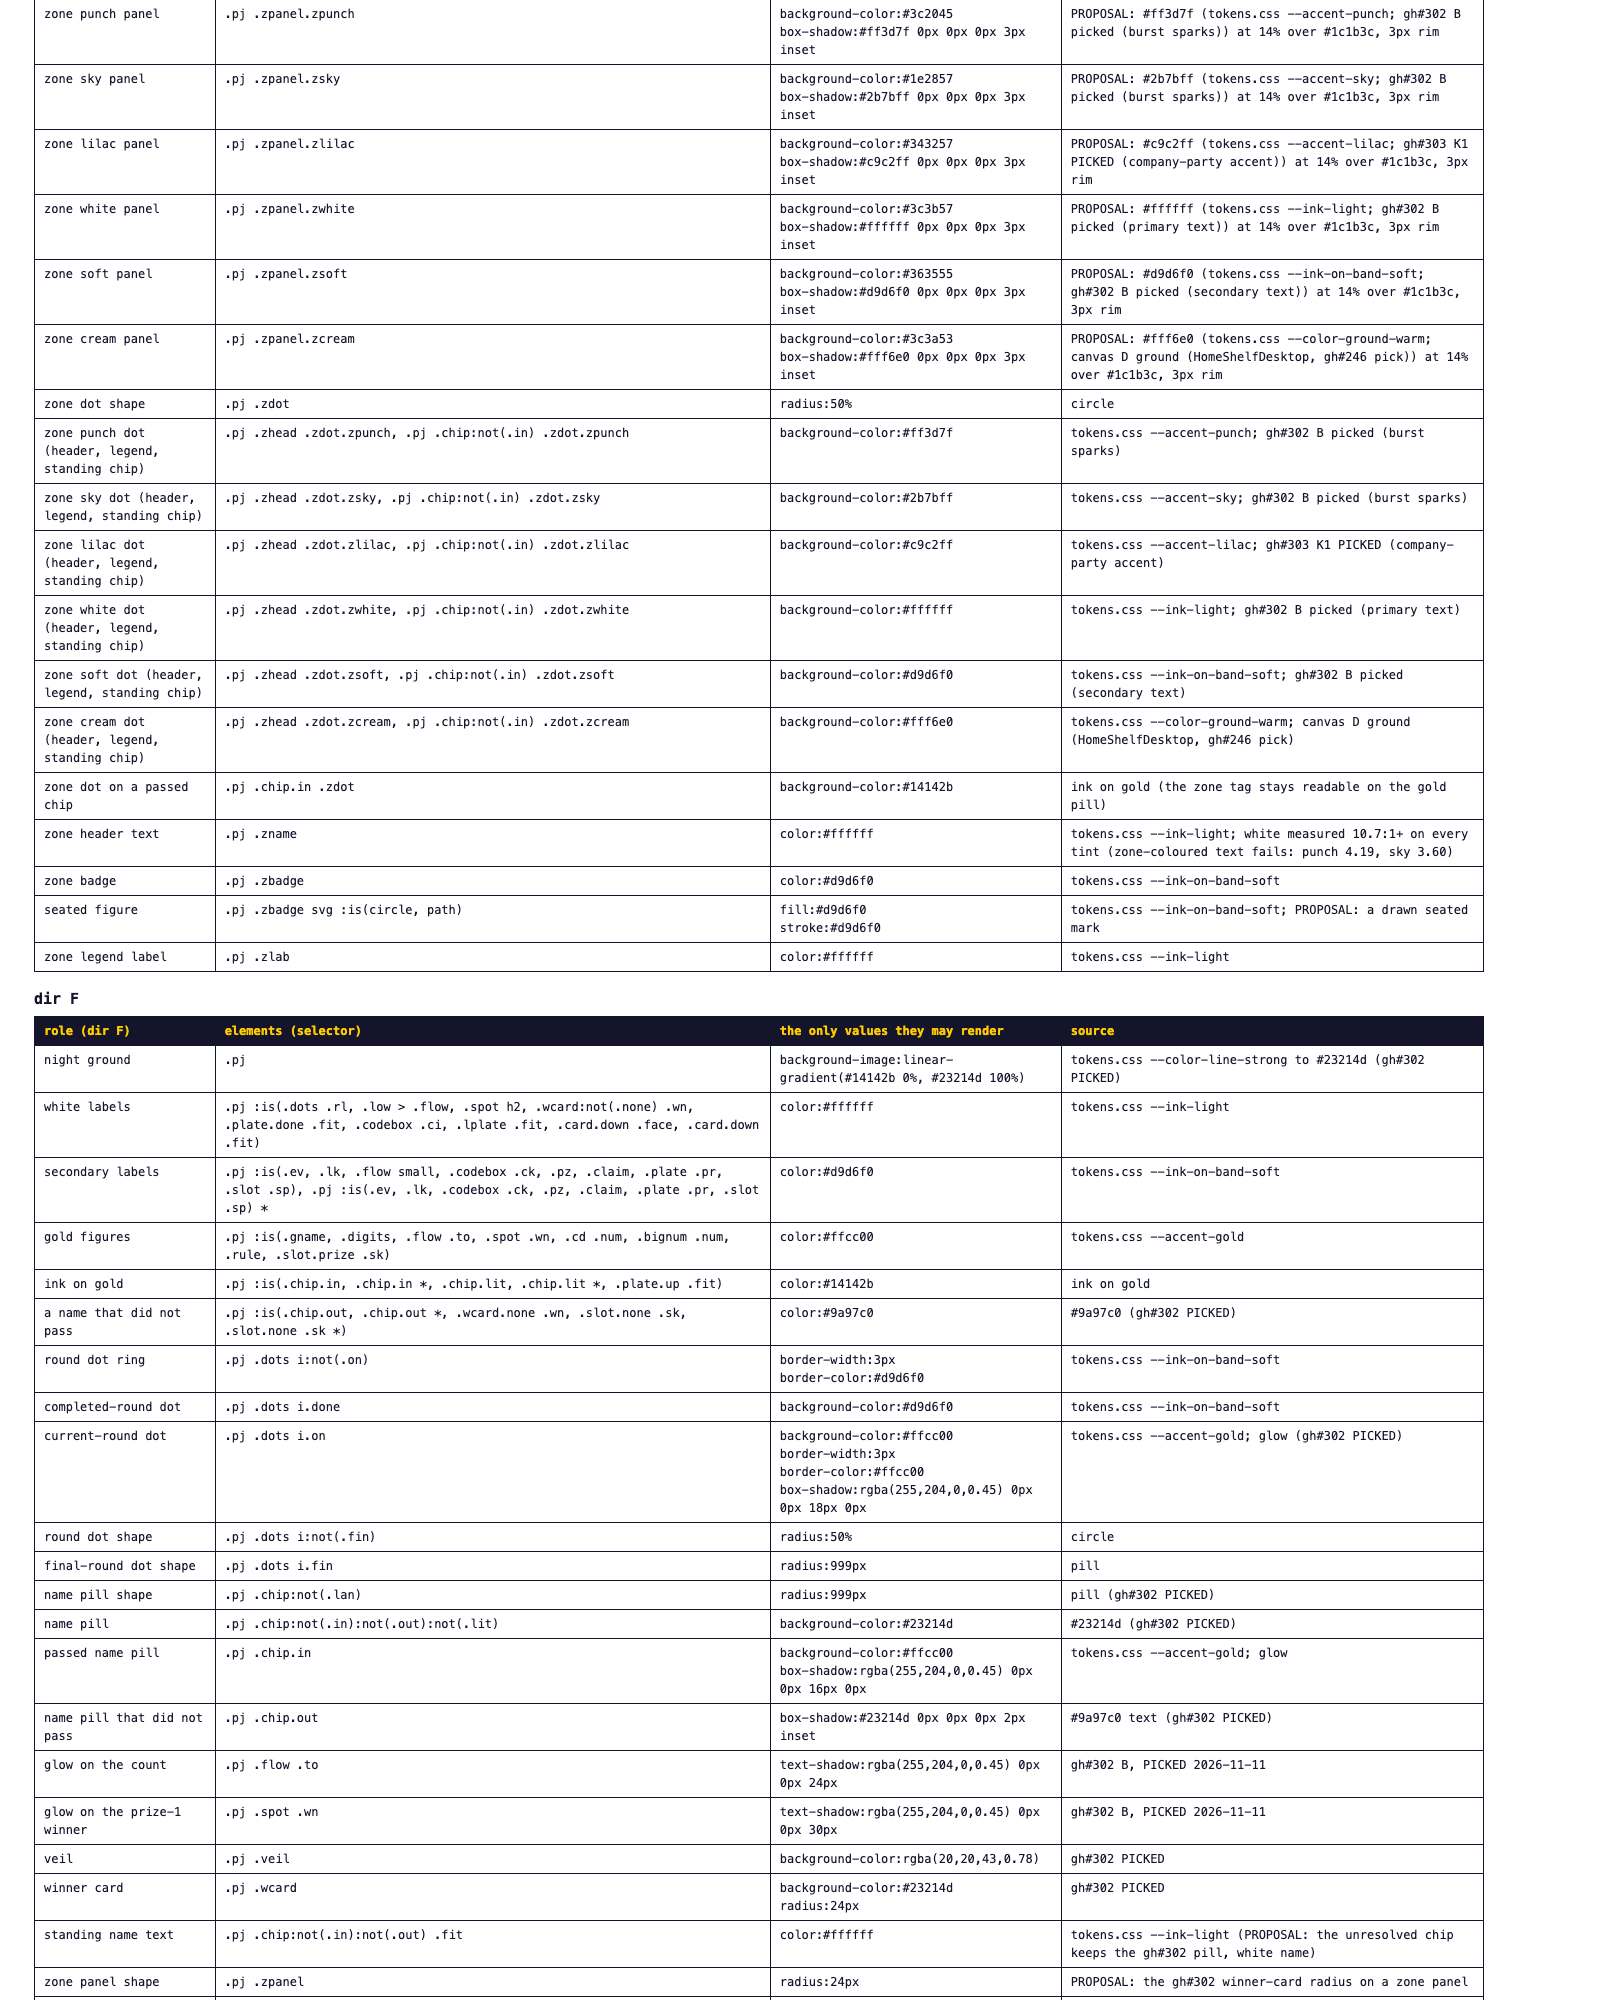 zone punch panel
.pj .zpanel.zpunch
background-color:#3c2045
box-shadow:#ff3d7f 0px 0px 0px 3px
inset
PROPOSAL: #ff3d7f (tokens.css --accent-punch; gh#302 B
picked (burst sparks)) at 14% over #1c1b3c, 3px rim
zone sky panel
.pj .zpanel.zsky
background-color:#1e2857
box-shadow:#2b7bff 0px 0px 0px 3px
inset
PROPOSAL: #2b7bff (tokens.css --accent-sky; gh#302 B
picked (burst sparks)) at 14% over #1c1b3c, 3px rim
zone lilac panel
.pj .zpanel.zlilac
background-color:#343257
box-shadow:#c9c2ff 0px 0px 0px 3px
inset
PROPOSAL: #c9c2ff (tokens.css --accent-lilac; gh#303 K1
PICKED (company-party accent)) at 14% over #1c1b3c, 3px
rim
zone white panel
.pj .zpanel.zwhite
background-color:#3c3b57
box-shadow:#ffffff 0px 0px 0px 3px
inset
PROPOSAL: #ffffff (tokens.css --ink-light; gh#302 B
picked (primary text)) at 14% over #1c1b3c, 3px rim
zone soft panel
.pj .zpanel.zsoft
background-color:#363555
box-shadow:#d9d6f0 0px 0px 0px 3px
inset
PROPOSAL: #d9d6f0 (tokens.css --ink-on-band-soft;
gh#302 B picked (secondary text)) at 14% over #1c1b3c,
3px rim
zone cream panel
.pj .zpanel.zcream
background-color:#3c3a53
box-shadow:#fff6e0 0px 0px 0px 3px
inset
PROPOSAL: #fff6e0 (tokens.css --color-ground-warm;
canvas D ground (HomeShelfDesktop, gh#246 pick)) at 14%
over #1c1b3c, 3px rim
zone dot shape
.pj .zdot
radius:50%
circle
zone punch dot
(header, legend,
standing chip)
.pj .zhead .zdot.zpunch, .pj .chip:not(.in) .zdot.zpunch
background-color:#ff3d7f
tokens.css --accent-punch; gh#302 B picked (burst
sparks)
zone sky dot (header,
legend, standing chip)
.pj .zhead .zdot.zsky, .pj .chip:not(.in) .zdot.zsky
background-color:#2b7bff
tokens.css --accent-sky; gh#302 B picked (burst sparks)
zone lilac dot
(header, legend,
standing chip)
.pj .zhead .zdot.zlilac, .pj .chip:not(.in) .zdot.zlilac
background-color:#c9c2ff
tokens.css --accent-lilac; gh#303 K1 PICKED (company-
party accent)
zone white dot
(header, legend,
standing chip)
.pj .zhead .zdot.zwhite, .pj .chip:not(.in) .zdot.zwhite
background-color:#ffffff
tokens.css --ink-light; gh#302 B picked (primary text)
zone soft dot (header,
legend, standing chip)
.pj .zhead .zdot.zsoft, .pj .chip:not(.in) .zdot.zsoft
background-color:#d9d6f0
tokens.css --ink-on-band-soft; gh#302 B picked
(secondary text)
zone cream dot
(header, legend,
standing chip)
.pj .zhead .zdot.zcream, .pj .chip:not(.in) .zdot.zcream
background-color:#fff6e0
tokens.css --color-ground-warm; canvas D ground
(HomeShelfDesktop, gh#246 pick)
zone dot on a passed
chip
.pj .chip.in .zdot
background-color:#14142b
ink on gold (the zone tag stays readable on the gold
pill)
zone header text
.pj .zname
color:#ffffff
tokens.css --ink-light; white measured 10.7:1+ on every
tint (zone-coloured text fails: punch 4.19, sky 3.60)
zone badge
.pj .zbadge
color:#d9d6f0
tokens.css --ink-on-band-soft
seated figure
.pj .zbadge svg :is(circle, path)
fill:#d9d6f0
stroke:#d9d6f0
tokens.css --ink-on-band-soft; PROPOSAL: a drawn seated
mark
zone legend label
.pj .zlab
color:#ffffff
tokens.css --ink-light
dir F
role (dir F)
elements (selector)
the only values they may render
source
night ground
.pj
background-image:linear-
gradient(#14142b 0%, #23214d 100%)
tokens.css --color-line-strong to #23214d (gh#302
PICKED)
white labels
.pj :is(.dots .rl, .low > .flow, .spot h2, .wcard:not(.none) .wn,
.plate.done .fit, .codebox .ci, .lplate .fit, .card.down .face, .card.down
.fit)
color:#ffffff
tokens.css --ink-light
secondary labels
.pj :is(.ev, .lk, .flow small, .codebox .ck, .pz, .claim, .plate .pr,
.slot .sp), .pj :is(.ev, .lk, .codebox .ck, .pz, .claim, .plate .pr, .slot
.sp) *
color:#d9d6f0
tokens.css --ink-on-band-soft
gold figures
.pj :is(.gname, .digits, .flow .to, .spot .wn, .cd .num, .bignum .num,
.rule, .slot.prize .sk)
color:#ffcc00
tokens.css --accent-gold
ink on gold
.pj :is(.chip.in, .chip.in *, .chip.lit, .chip.lit *, .plate.up .fit)
color:#14142b
ink on gold
a name that did not
pass
.pj :is(.chip.out, .chip.out *, .wcard.none .wn, .slot.none .sk,
.slot.none .sk *)
color:#9a97c0
#9a97c0 (gh#302 PICKED)
round dot ring
.pj .dots i:not(.on)
border-width:3px
border-color:#d9d6f0
tokens.css --ink-on-band-soft
completed-round dot
.pj .dots i.done
background-color:#d9d6f0
tokens.css --ink-on-band-soft
current-round dot
.pj .dots i.on
background-color:#ffcc00
border-width:3px
border-color:#ffcc00
box-shadow:rgba(255,204,0,0.45) 0px
0px 18px 0px
tokens.css --accent-gold; glow (gh#302 PICKED)
round dot shape
.pj .dots i:not(.fin)
radius:50%
circle
final-round dot shape
.pj .dots i.fin
radius:999px
pill
name pill shape
.pj .chip:not(.lan)
radius:999px
pill (gh#302 PICKED)
name pill
.pj .chip:not(.in):not(.out):not(.lit)
background-color:#23214d
#23214d (gh#302 PICKED)
passed name pill
.pj .chip.in
background-color:#ffcc00
box-shadow:rgba(255,204,0,0.45) 0px
0px 16px 0px
tokens.css --accent-gold; glow
name pill that did not
pass
.pj .chip.out
box-shadow:#23214d 0px 0px 0px 2px
inset
#9a97c0 text (gh#302 PICKED)
glow on the count
.pj .flow .to
text-shadow:rgba(255,204,0,0.45) 0px
0px 24px
gh#302 B, PICKED 2026-11-11
glow on the prize-1
winner
.pj .spot .wn
text-shadow:rgba(255,204,0,0.45) 0px
0px 30px
gh#302 B, PICKED 2026-11-11
veil
.pj .veil
background-color:rgba(20,20,43,0.78)
gh#302 PICKED
winner card
.pj .wcard
background-color:#23214d
radius:24px
gh#302 PICKED
standing name text
.pj .chip:not(.in):not(.out) .fit
color:#ffffff
tokens.css --ink-light (PROPOSAL: the unresolved chip
keeps the gh#302 pill, white name)
zone panel shape
.pj .zpanel
radius:24px
PROPOSAL: the gh#302 winner-card radius on a zone panel